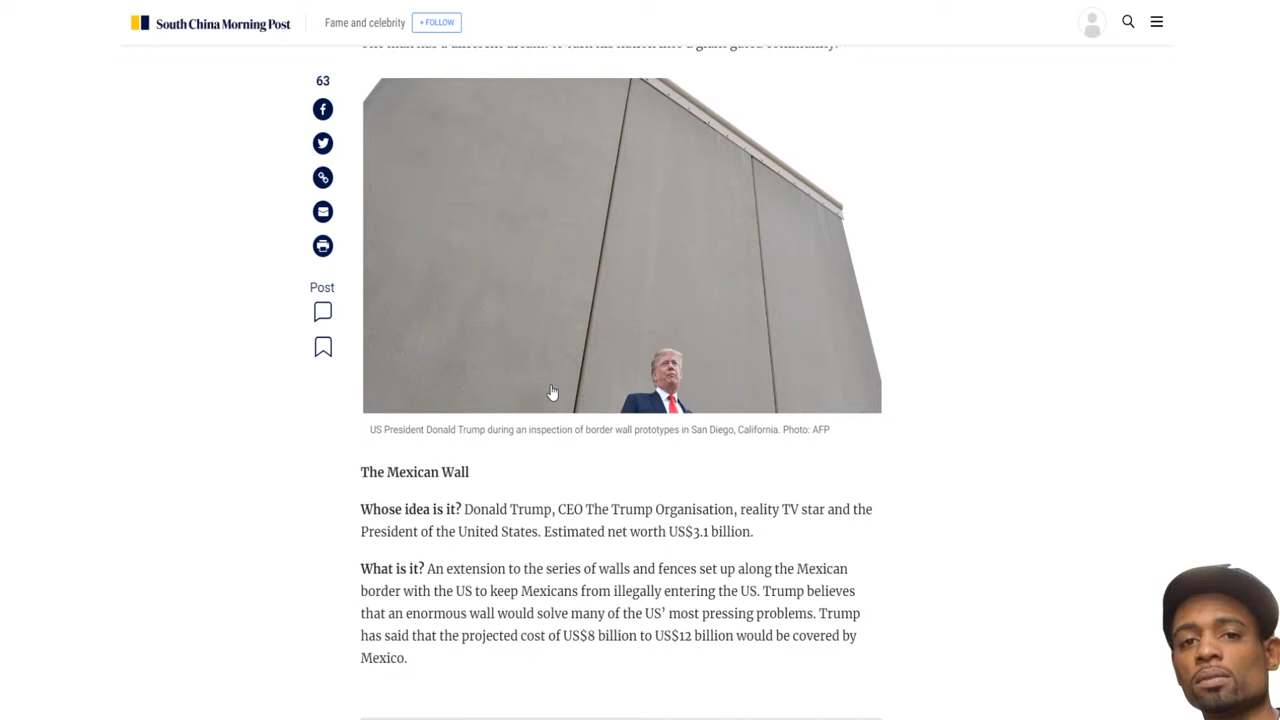 South China Morning Post
Fame and celebrity
+ FOLLOW
63
Post
US President Donald Trump during an inspection of border wall prototypes in San Diego, California. Photo: AFP
The Mexican Wall
Whose idea is it? Donald Trump, CEO The Trump Organisation, reality TV star and the
President of the United States. Estimated net worth US$3.1 billion.
What is it? An extension to the series of walls and fences set up along the Mexican
border with the US to keep Mexicans from illegally entering the US. Trump believes
that an enormous wall would solve many of the US’ most pressing problems. Trump
has said that the projected cost of US$8 billion to US$12 billion would be covered by
Mexico.